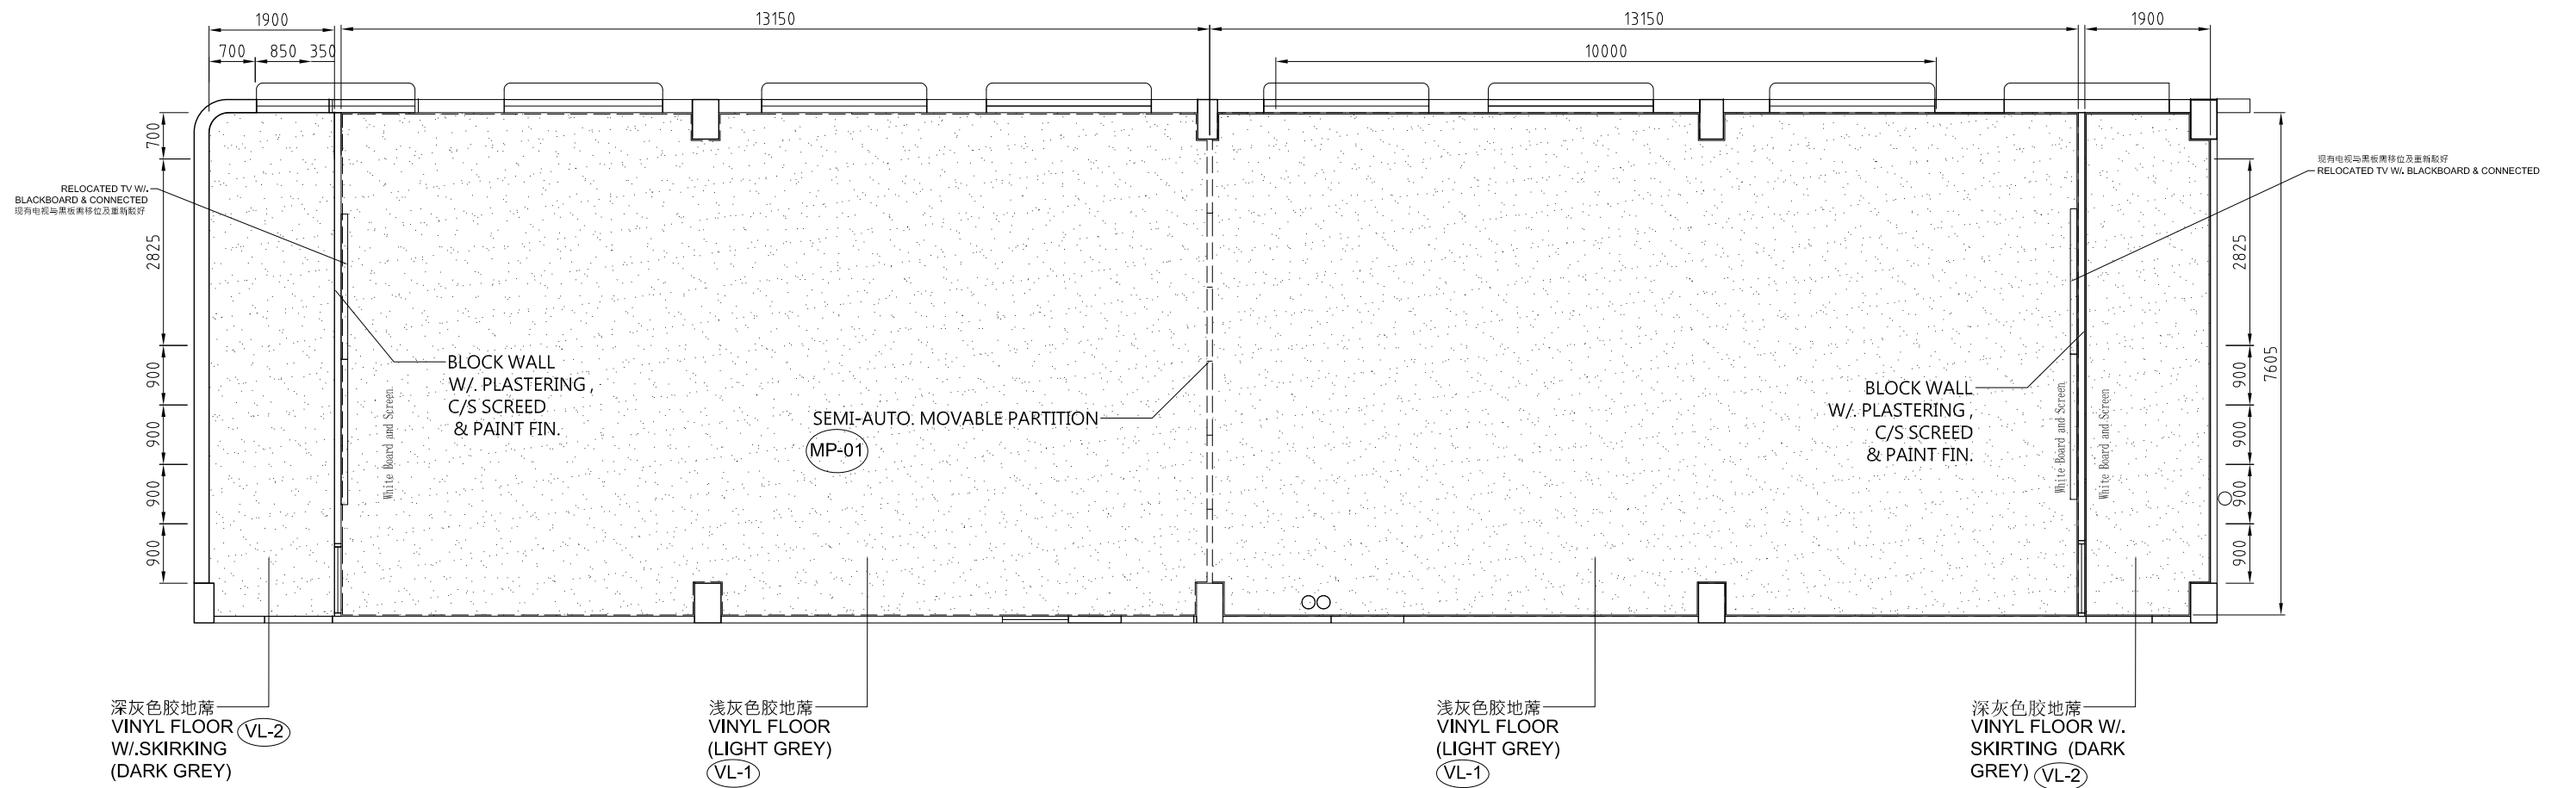 1900
13150
13150
1900
700
850
350
10000
700
2825
900
900
900
900
RELOCATED TV W/.
BLACKBOARD & CONNECTED
现有电视与黑板需移位及重新駁好
现有电视与黑板需移位及重新駁好
RELOCATED TV W/. BLACKBOARD & CONNECTED
BLOCK WALL
W/. PLASTERING ,
C/S SCREED
& PAINT FIN.
White Board and Screen
SEMI-AUTO. MOVABLE PARTITION
MP-01
BLOCK WALL
W/. PLASTERING ,
C/S SCREED
& PAINT FIN.
White Board and Screen
White Board and Screen
2825
900
900
900
900
7605
深灰色胶地蓆
VINYL FLOOR
W/.SKIRKING
(DARK GREY)
VL-2
浅灰色胶地蓆
VINYL FLOOR
(LIGHT GREY)
VL-1
浅灰色胶地蓆
VINYL FLOOR
(LIGHT GREY)
VL-1
深灰色胶地蓆
VINYL FLOOR W/.
SKIRTING (DARK
GREY) VL-2